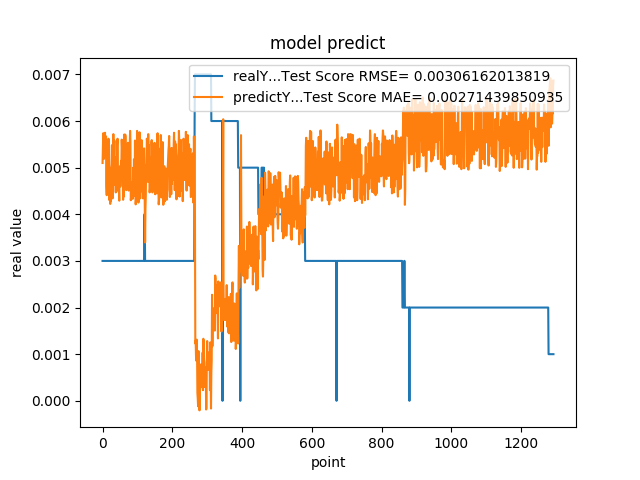 model predict
realY...Test Score RMSE= 0.00306162013819
predictY...Test Score MAE= 0.00271439850935
real value
0.007
0.006
0.005
0.004
0.003
0.002
0.001
0.000
0 200 400 600 800 1000 1200
point